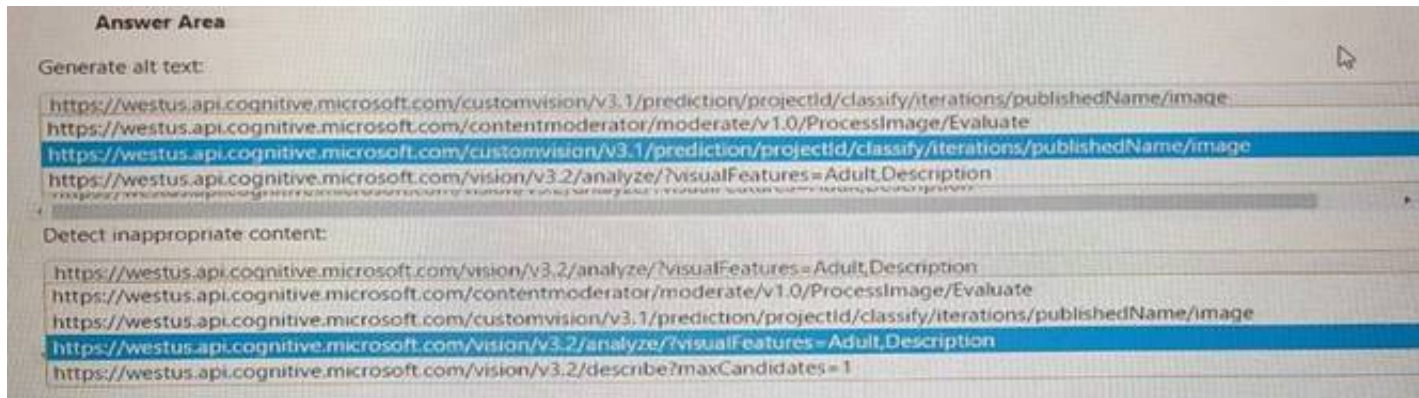 Answer Area
Generate alt text:
https://westus.api.cognitive.microsoft.com/customvision/v3.1/prediction/projectId/classify/iterations/publishedName/image
https://westus.api.cognitive.microsoft.com/contentmoderator/moderate/v1.0/ProcessImage/Evaluate
https://westus.api.cognitive.microsoft.com/customvision/v3.1/prediction/projectId/classify/iterations/publishedName/image
https://westus.api.cognitive.microsoft.com/vision/v3.2/analyze/?visualFeatures=Adult,Description
Detect inappropriate content:
https://westus.api.cognitive.microsoft.com/vision/v3.2/analyze/?visualFeatures=Adult,Description
https://westus.api.cognitive.microsoft.com/contentmoderator/moderate/v1.0/ProcessImage/Evaluate
https://westus.api.cognitive.microsoft.com/customvision/v3.1/prediction/projectId/classify/iterations/publishedName/image
https://westus.api.cognitive.microsoft.com/vision/v3.2/analyze/?visualFeatures=Adult,Description
https://westus.api.cognitive.microsoft.com/vision/v3.2/describe?maxCandidates=1